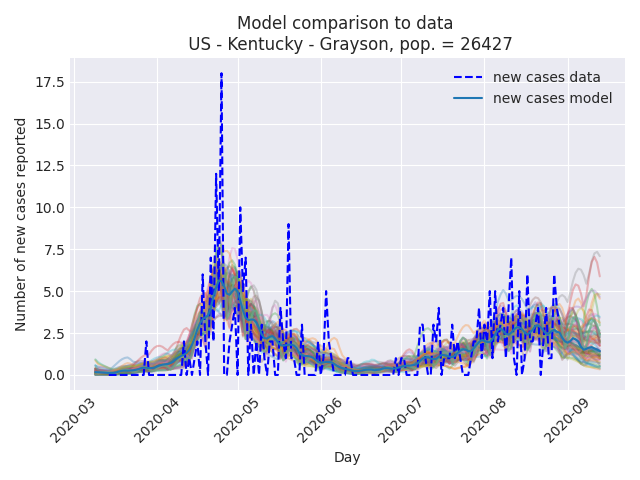 Model comparison to data
US - Kentucky - Grayson, pop. = 26427
new cases data
new cases model
Number of new cases reported
17.5
15.0
12.5
10.0
7.5
5.0
2.5
0.0
2020-03
2020-04
2020-05
2020-06
2020-07
2020-08
2020-09
Day